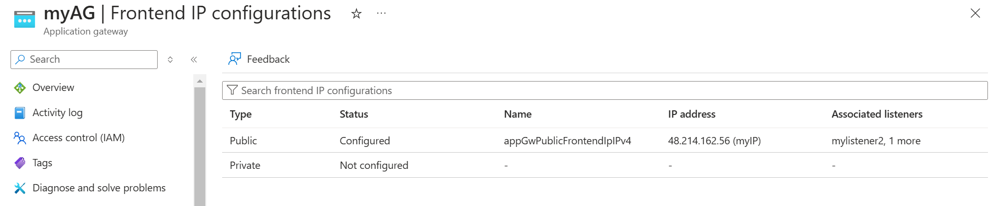 myAG | Frontend IP configurations
Application gateway
Search
Overview
Activity log
Access control (IAM)
Tags
Diagnose and solve problems
Feedback
Search frontend IP configurations
Type Status Name IP address Associated listeners
Public Configured appGwPublicFrontendIpIPv4 48.214.162.56 (myIP) mylistener2, 1 more
Private Not configured - - -